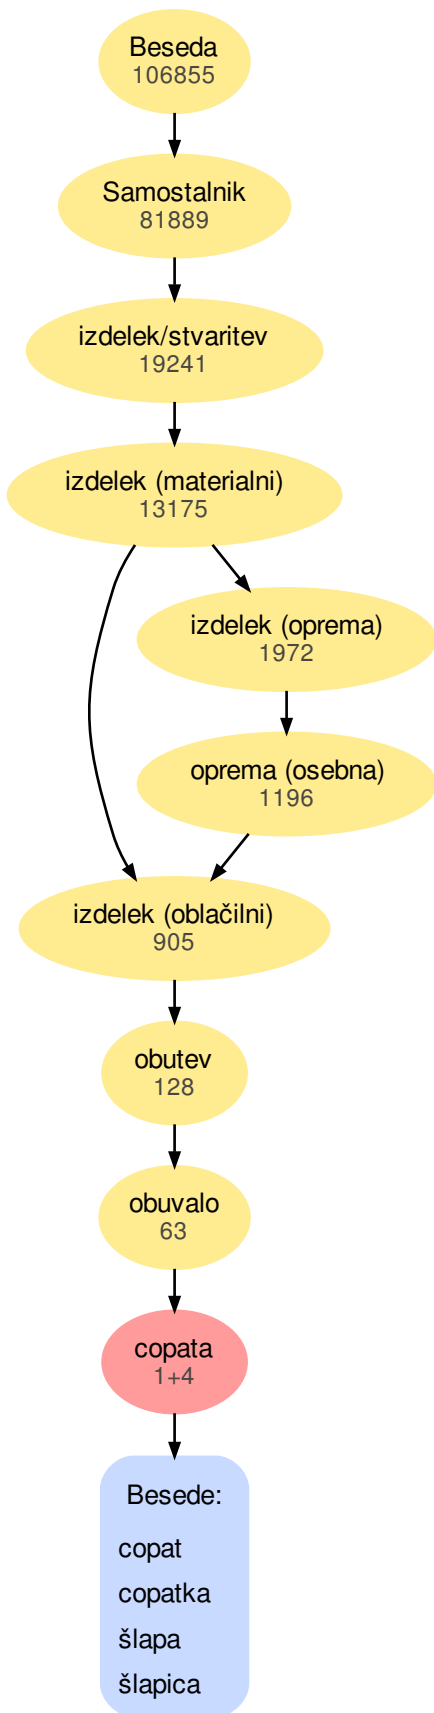 Beseda
106855
Samostalnik
81889
izdelek/stvaritev
19241
izdelek (materialni)
13175
izdelek (oprema)
1972
oprema (osebna)
1196
izdelek (oblačilni)
905
obutev
128
obuvalo
63
copata
1+4
Besede:
copat
copatka
šlapa
šlapica